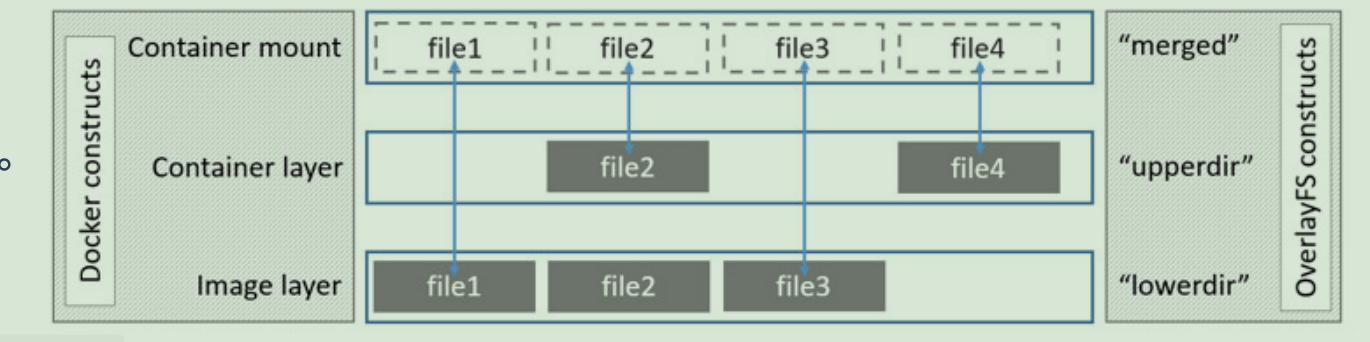 Docker constructs
Container mount
file1 file2 file3 file4
“merged”
Container layer
file2 file4
“upperdir”
Image layer
file1 file2 file3
“lowerdir”
OverlayFS constructs